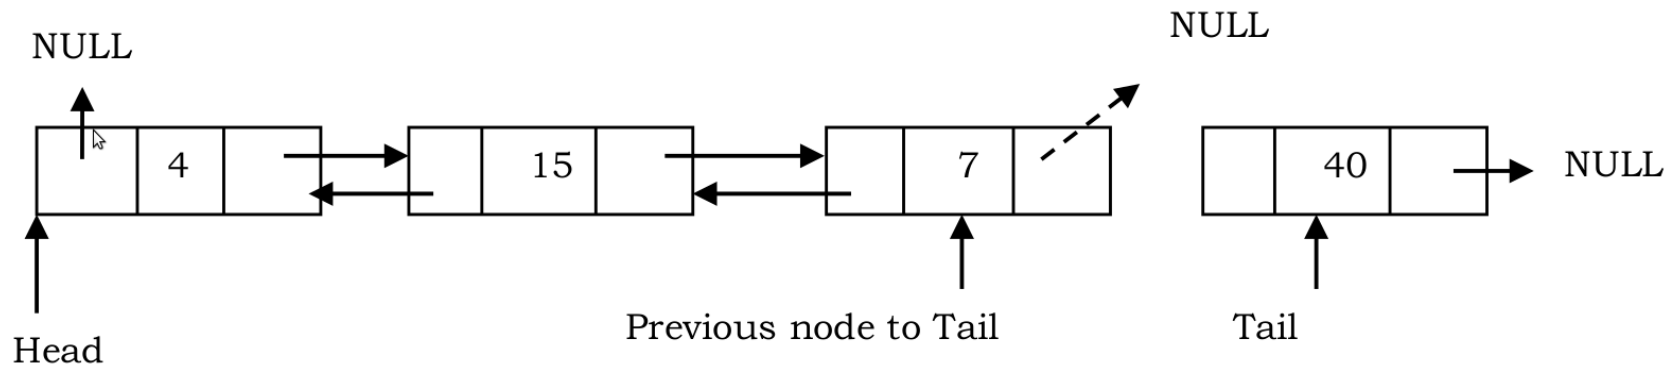 NULL
NULL
4
15
7
40
NULL
Previous node to Tail
Tail
Head